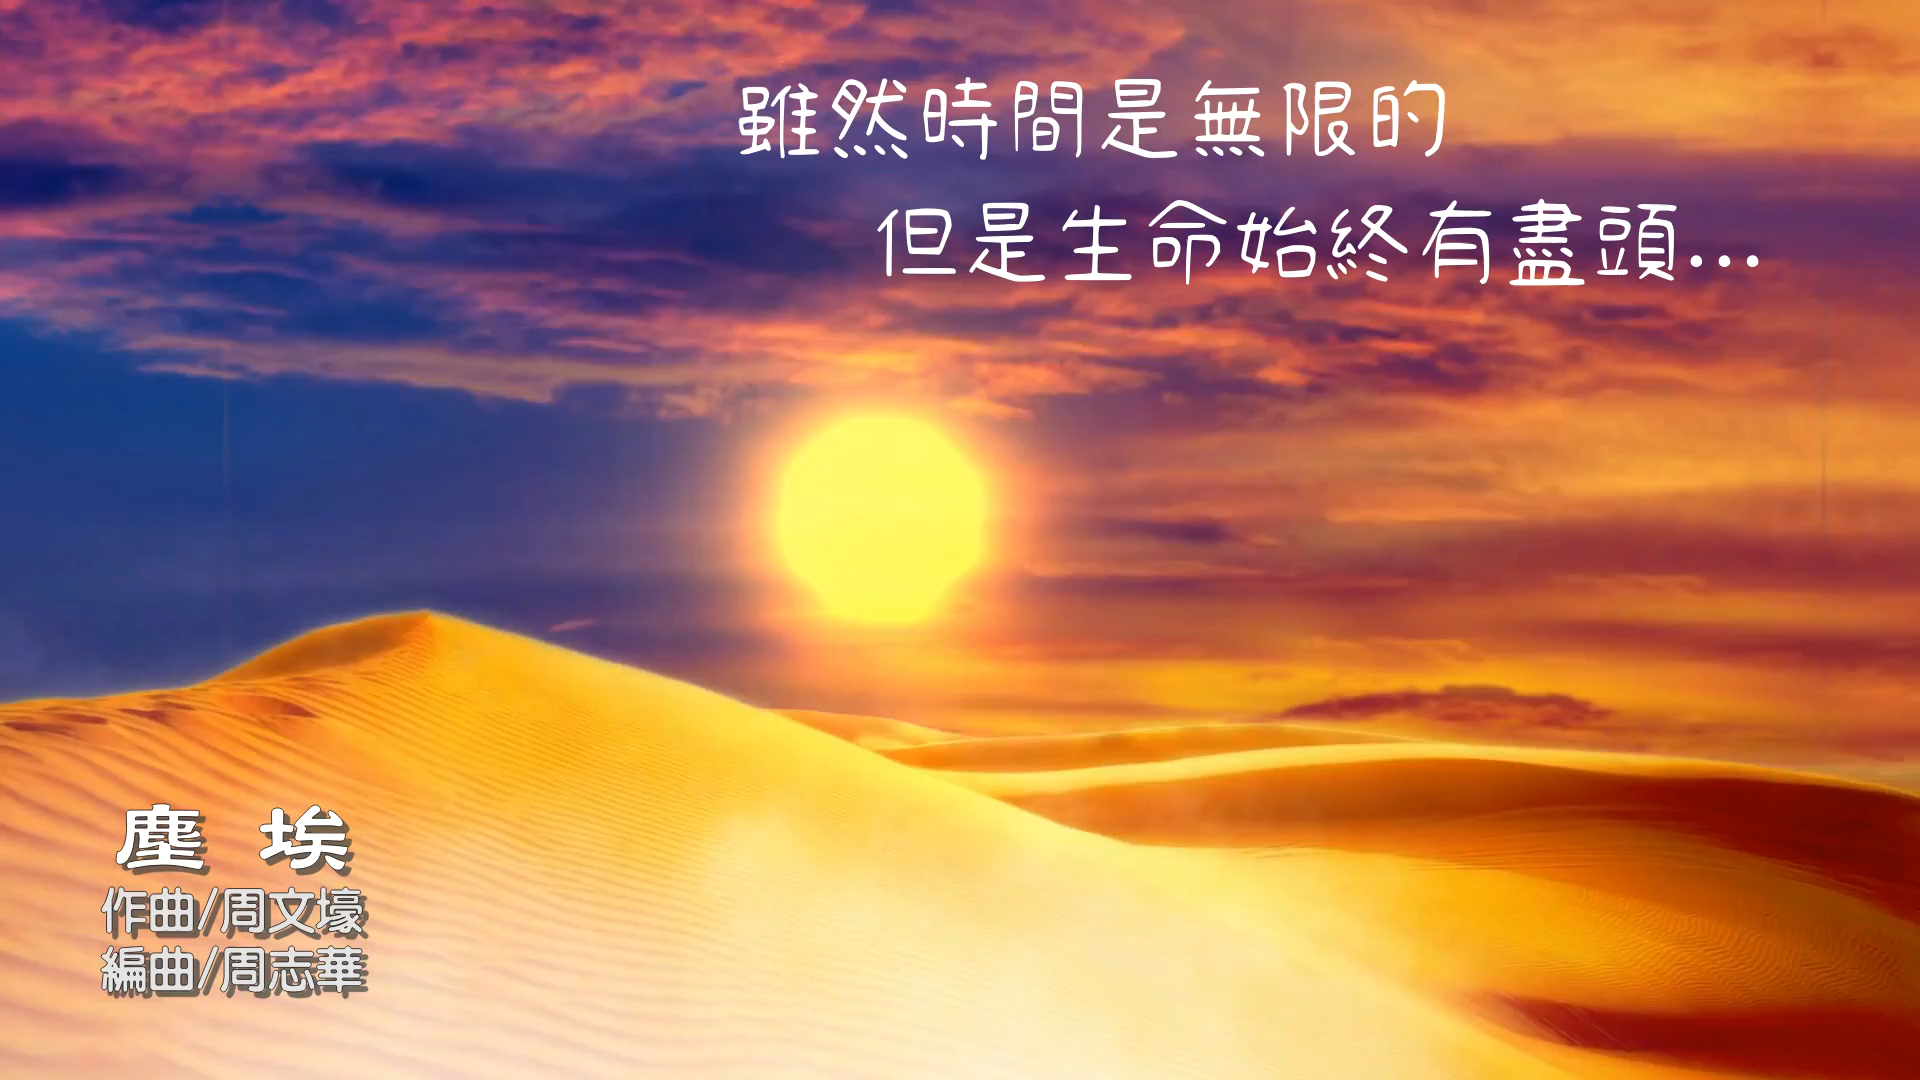 雖然時間是無限的
但是生命始終有盡頭...
塵 埃
作曲/周文壕
編曲/周志華